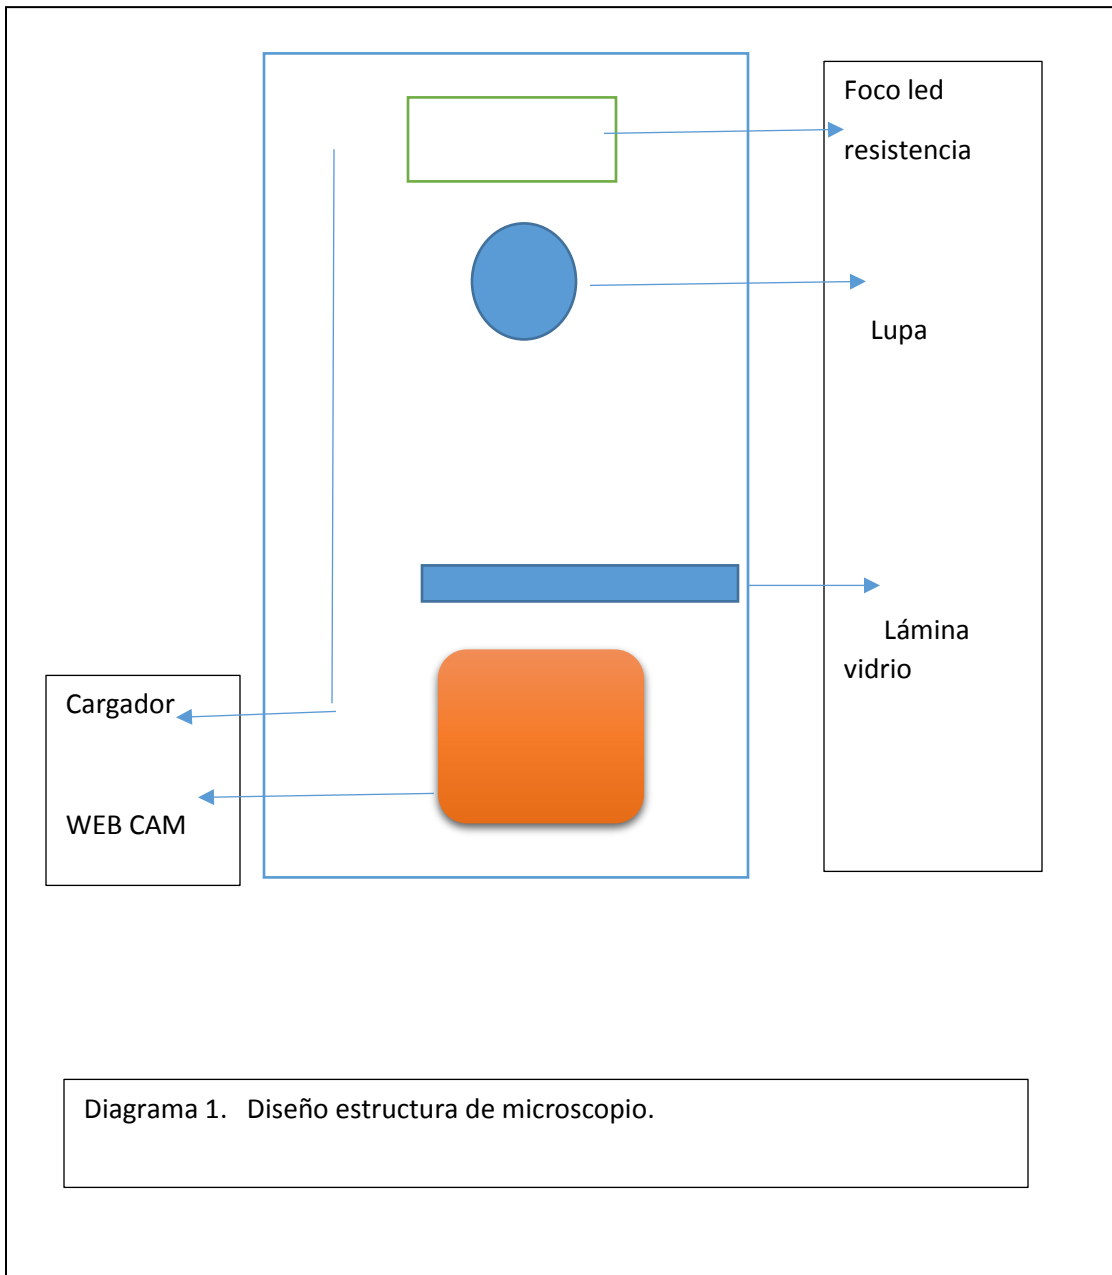 Foco led
resistencia
Lupa
Lámina
vidrio
Cargador
WEB CAM
Diagrama 1.   Diseño estructura de microscopio.